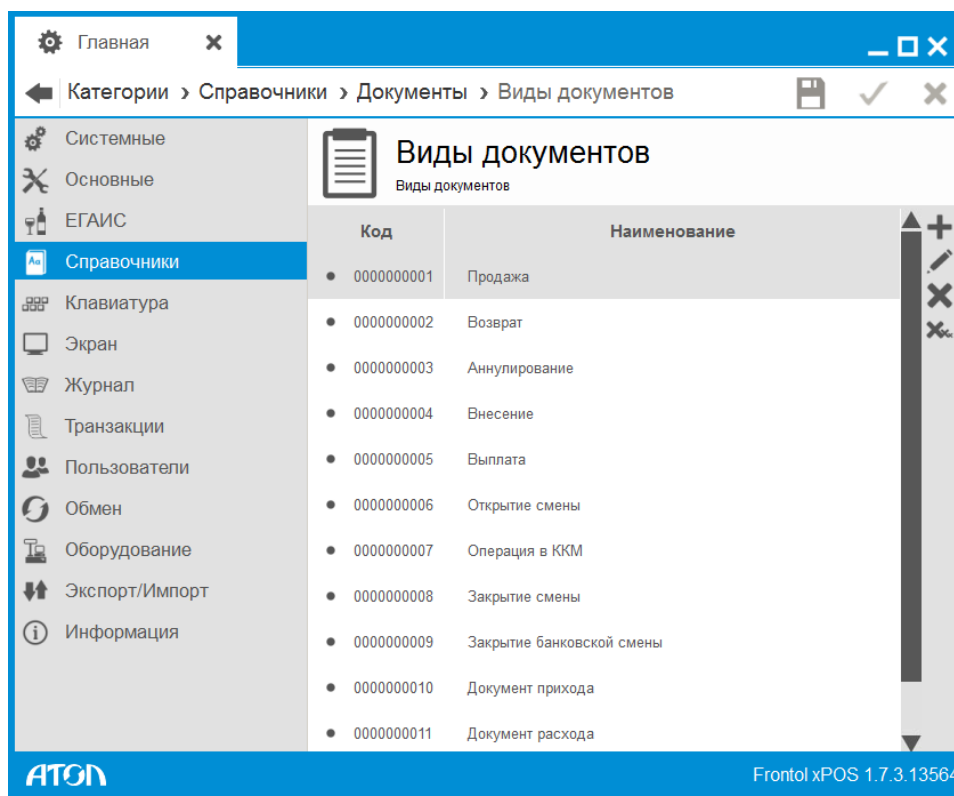 Главная
Категории › Справочники › Документы › Виды документов
Системные
Основные
ЕГАИС
Справочники
Клавиатура
Экран
Журнал
Транзакции
Пользователи
Обмен
Оборудование
Экспорт/Импорт
Информация
Виды документов
Виды документов
Код Наименование
0000000001 Продажа
0000000002 Возврат
0000000003 Аннулирование
0000000004 Внесение
0000000005 Выплата
0000000006 Открытие смены
0000000007 Операция в ККМ
0000000008 Закрытие смены
0000000009 Закрытие банковской смены
0000000010 Документ прихода
0000000011 Документ расхода
АТОЛ Frontol xPOS 1.7.3.13564